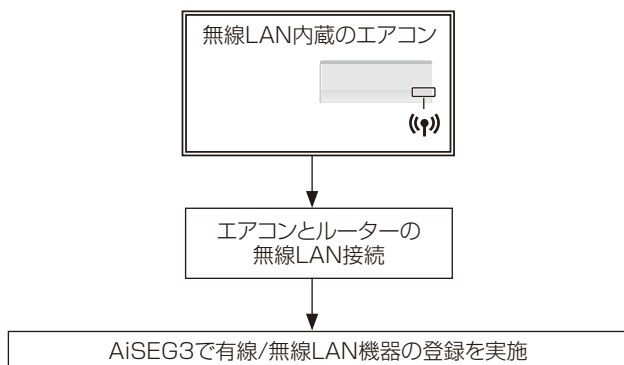 無線LAN内蔵のエアコン
エアコンとルーターの
無線LAN接続
AiSEG3で有線/無線LAN機器の登録を実施